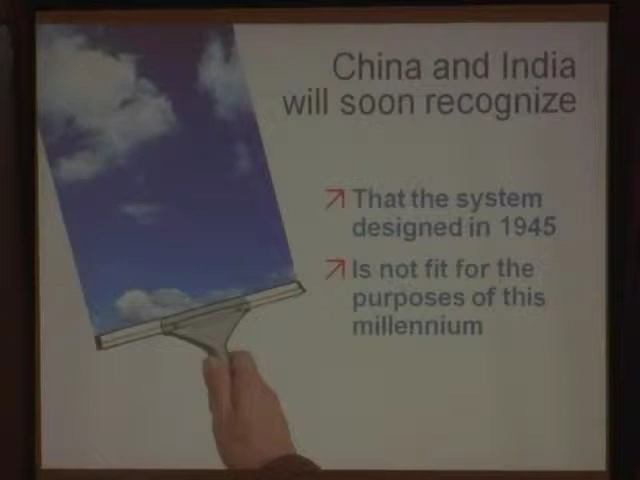 China and India
will soon recognize
That the system
designed in 1945
Is not fit for the
purposes of this
millennium